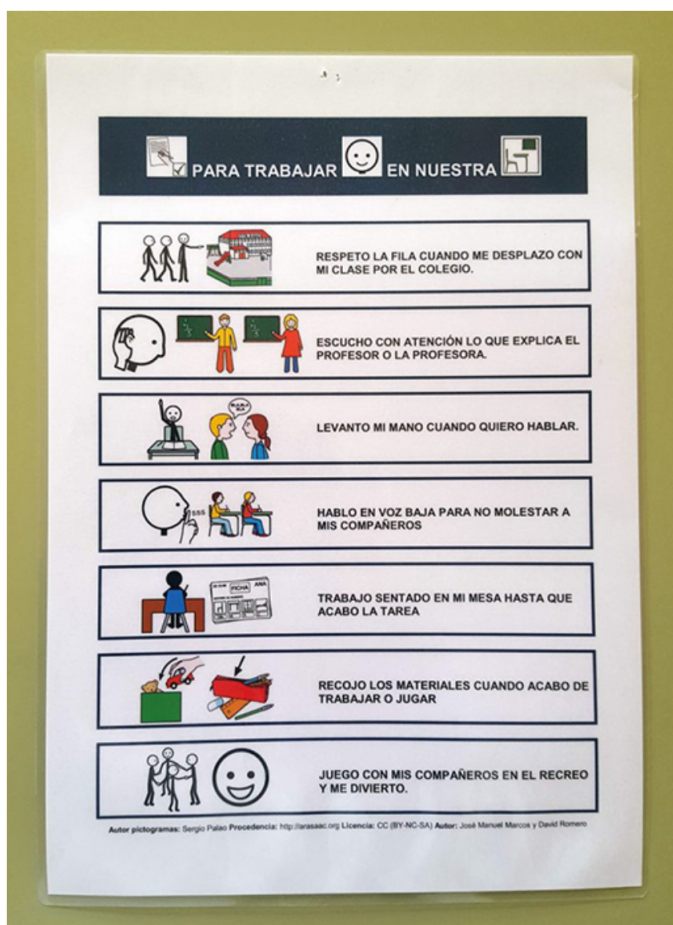 PARA TRABAJAR EN NUESTRA
RESPETO LA FILA CUANDO ME DESPLAZO CON
MI CLASE POR EL COLEGIO.
ESCUCHO CON ATENCIÓN LO QUE EXPLICA EL
PROFESOR O LA PROFESORA.
LEVANTO MI MANO CUANDO QUIERO HABLAR.
SSS
HABLO EN VOZ BAJA PARA NO MOLESTAR A
MIS COMPAÑEROS
FICHA ANA
TRABAJO SENTADO EN MI MESA HASTA QUE
ACABO LA TAREA
RECOJO LOS MATERIALES CUANDO ACABO DE
TRABAJAR O JUGAR
JUEGO CON MIS COMPAÑEROS EN EL RECREO
Y ME DIVIERTO.
Autor pictogramas: Sergio Palao Procedencia: http://arasaac.org Licencia: CC (BY-NC-SA) Autor: José Manuel Marcos y David Romero